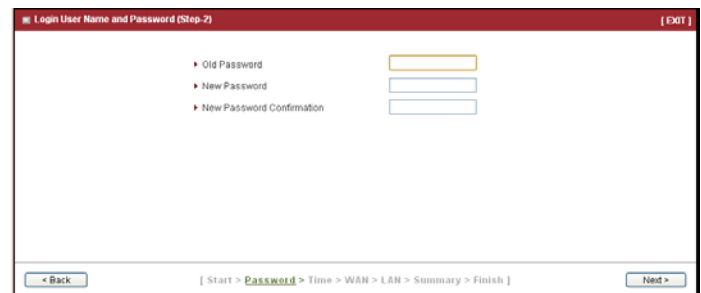 Login User Name and Password (Step-2) [ EXIT ]
Old Password
New Password
New Password Confirmation
< Back [ Start > Password > Time > WAN > LAN > Summary > Finish ] Next >